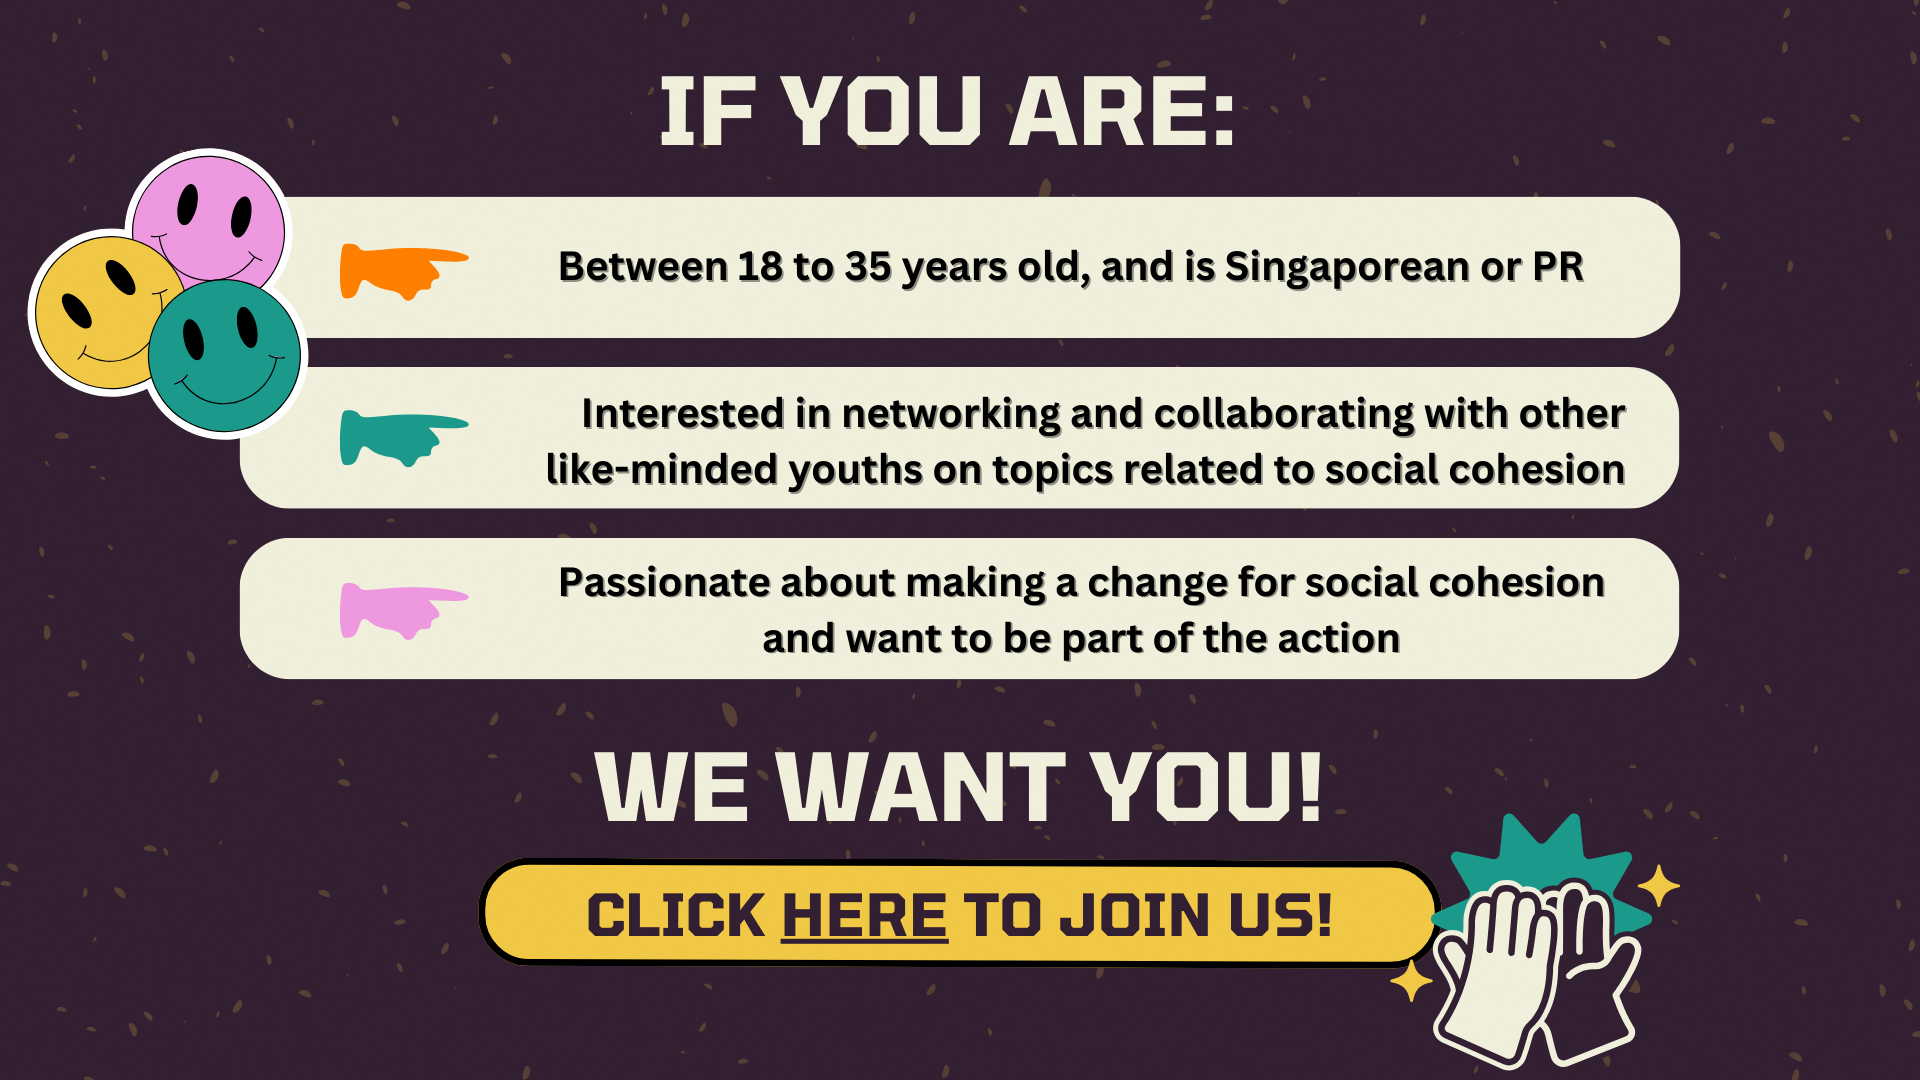 IF YOU ARE:
Between 18 to 35 years old, and is Singaporean or PR
Interested in networking and collaborating with other
like-minded youths on topics related to social cohesion
Passionate about making a change for social cohesion
and want to be part of the action
WE WANT YOU!
CLICK HERE TO JOIN US!